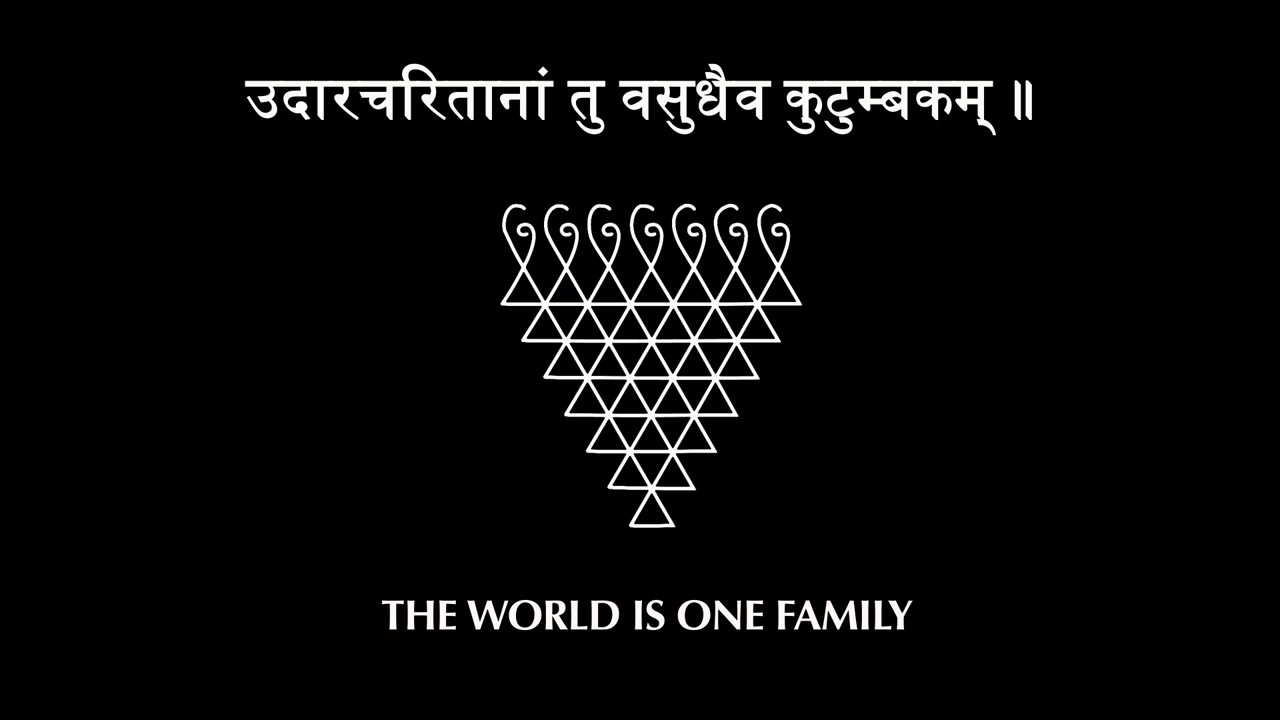 उदारचरितानां तु वसुधैव कुटुम्बकम् ॥
THE WORLD IS ONE FAMILY